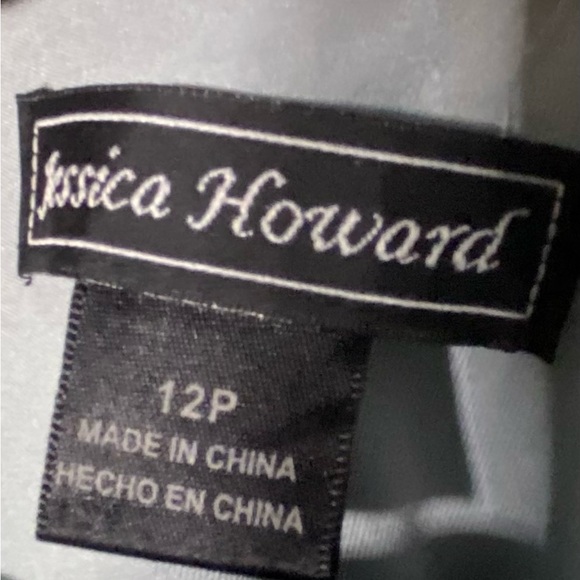 Jessica Howard
12P
MADE IN CHINA
HECHO EN CHINA